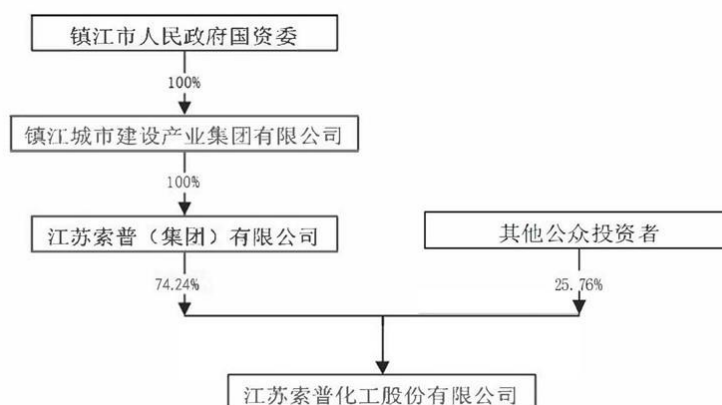 镇江市人民政府国资委
100%
镇江城市建设产业集团有限公司
100%
江苏索普（集团）有限公司
其他公众投资者
74.24%
25.76%
江苏索普化工股份有限公司